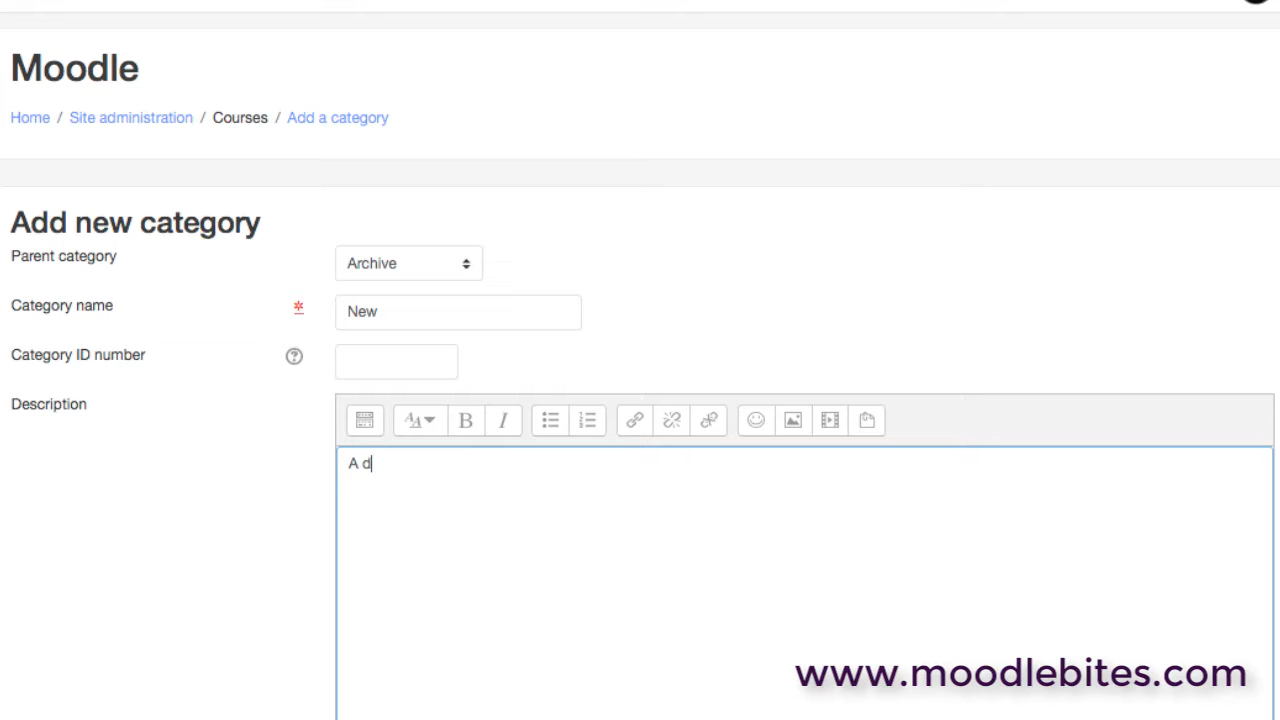 Moodle
Home / Site administration / Courses / Add a category
Add new category
Parent category
Archive
Category name
New
Category ID number
Description
A d
www.moodlebites.com